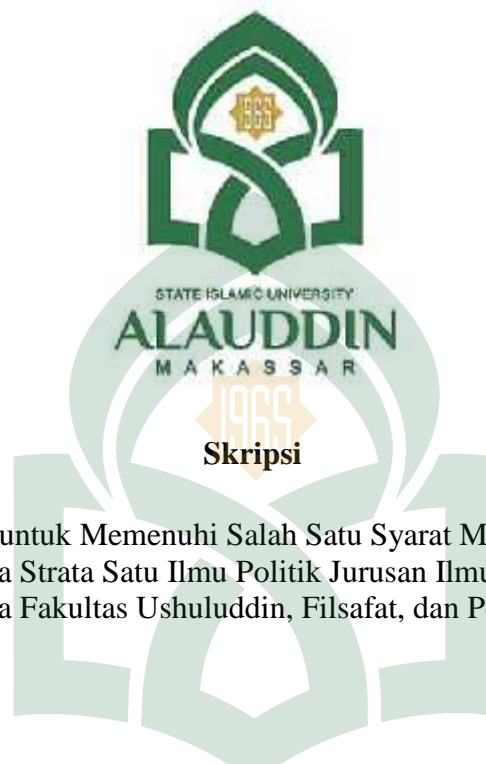 1965
STATE ISLAMIC UNIVERSITY
ALAUDDIN
MAKASSAR
1965
Skripsi
untuk Memenuhi Salah Satu Syarat M
a Strata Satu Ilmu Politik Jurusan Ilmu
a Fakultas Ushuluddin, Filsafat, dan P